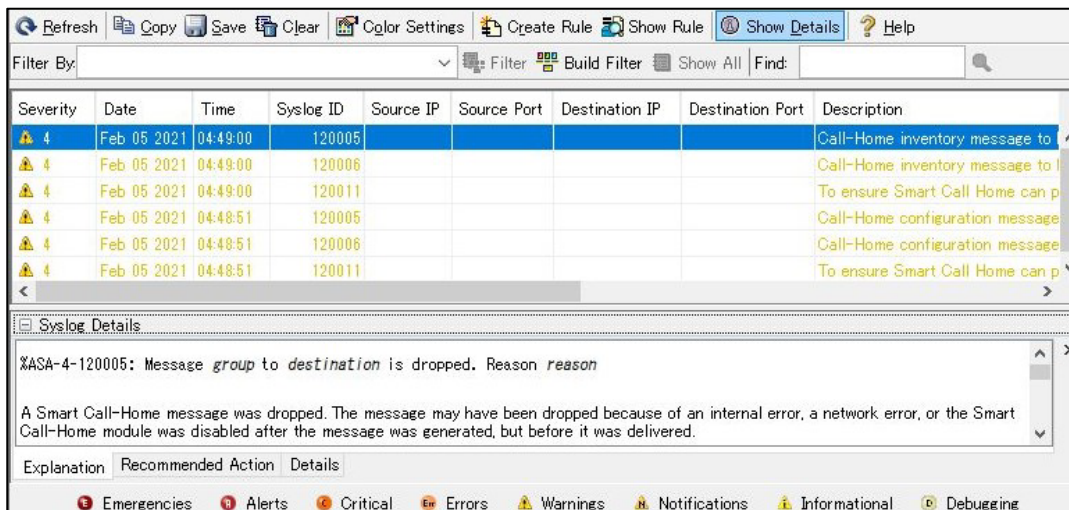 Refresh Copy Save Clear Color Settings Create Rule Show Rule Show Details Help
Filter By: Filter Build Filter Show All Find:
Severity Date Time Syslog ID Source IP Source Port Destination IP Destination Port Description
4 Feb 05 2021 04:49:00 120005 Call-Home inventory message to
4 Feb 05 2021 04:49:00 120006 Call-Home inventory message to
4 Feb 05 2021 04:49:00 120011 To ensure Smart Call Home can p
4 Feb 05 2021 04:48:51 120005 Call-Home configuration message
4 Feb 05 2021 04:48:51 120006 Call-Home configuration message
4 Feb 05 2021 04:48:51 120011 To ensure Smart Call Home can p
Syslog Details
%ASA-4-120005: Message group to destination is dropped. Reason reason
A Smart Call-Home message was dropped. The message may have been dropped because of an internal error, a network error, or the Smart
Call-Home module was disabled after the message was generated, but before it was delivered.
Explanation Recommended Action Details
Emergencies Alerts Critical Errors Warnings Notifications Informational Debugging